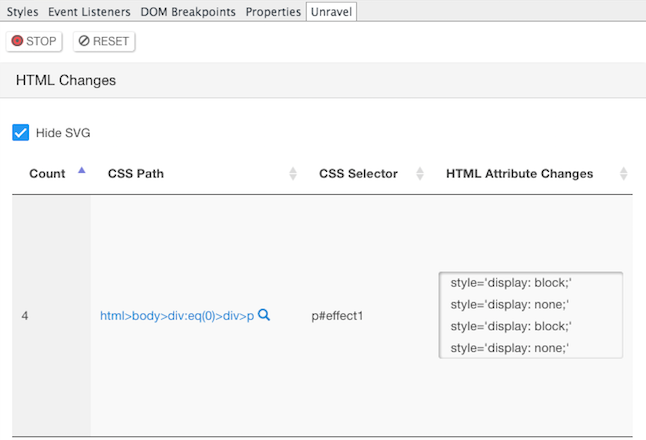 Styles Event Listeners DOM Breakpoints Properties Unravel
STOP RESET
HTML Changes
Hide SVG
Count CSS Path CSS Selector HTML Attribute Changes
style='display: block;'
style='display: none;'
4 html>body>div:eq(0)>div>p p#effect1
style='display: block;'
style='display: none;'